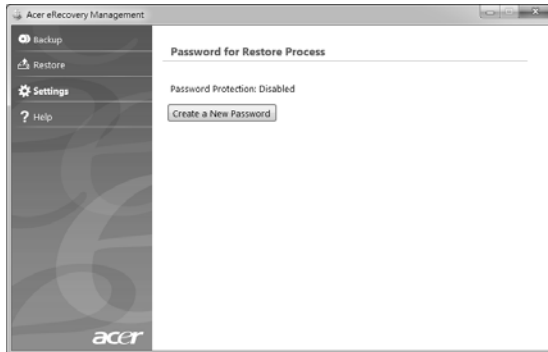 Acer eRecovery Management
Backup
Restore
Settings
Help
Password for Restore Process
Password Protection: Disabled
Create a New Password
acer